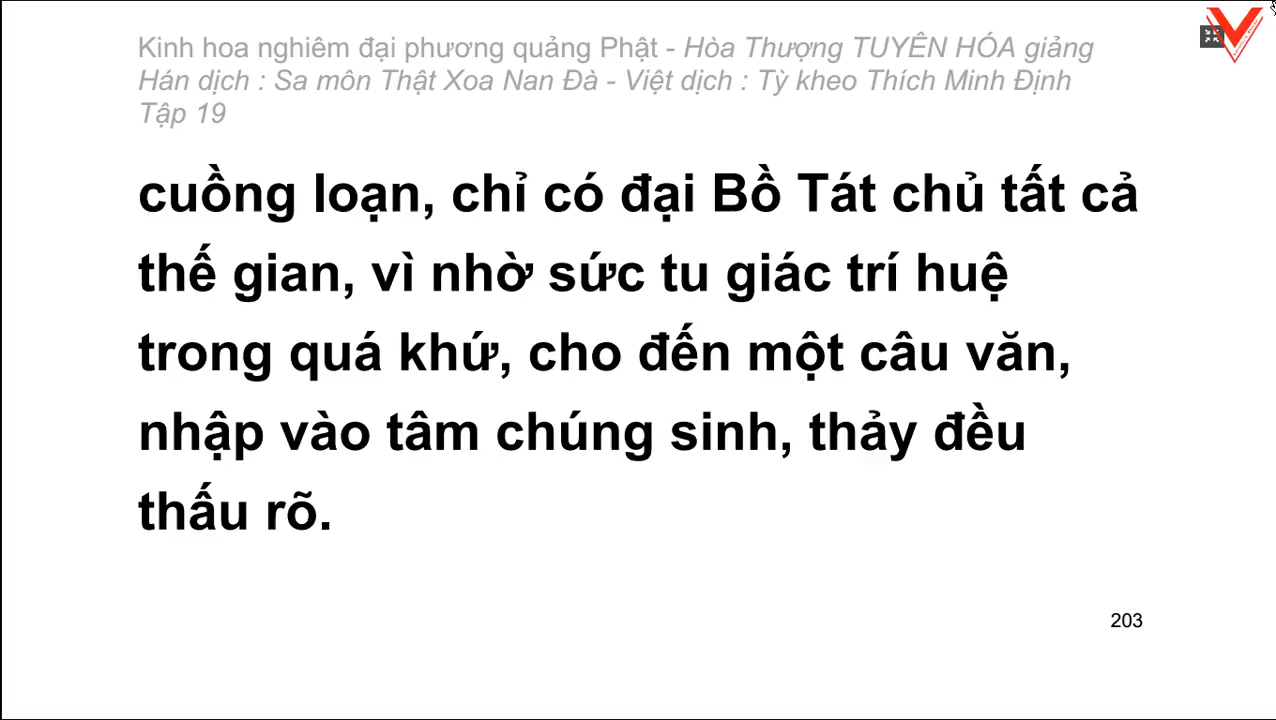 Kinh hoa nghiêm đại phương quảng Phật - Hòa Thượng TUYÊN HÓA giảng
Hán dịch : Sa môn Thật Xoa Nan Đà - Việt dịch : Tỳ kheo Thích Minh Định
Tập 19
cuồng loạn, chỉ có đại Bồ Tát chủ tất cả
thế gian, vì nhờ sức tu giác trí huệ
trong quá khứ, cho đến một câu văn,
nhập vào tâm chúng sinh, thảy đều
thấu rõ.
203